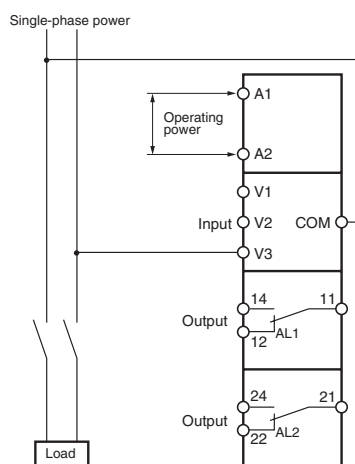 Single-phase power
A1
Operating
power
A2
V1
Input V2 COM
V3
14 11
Output AL1
12
24 21
Output AL2
22
Load